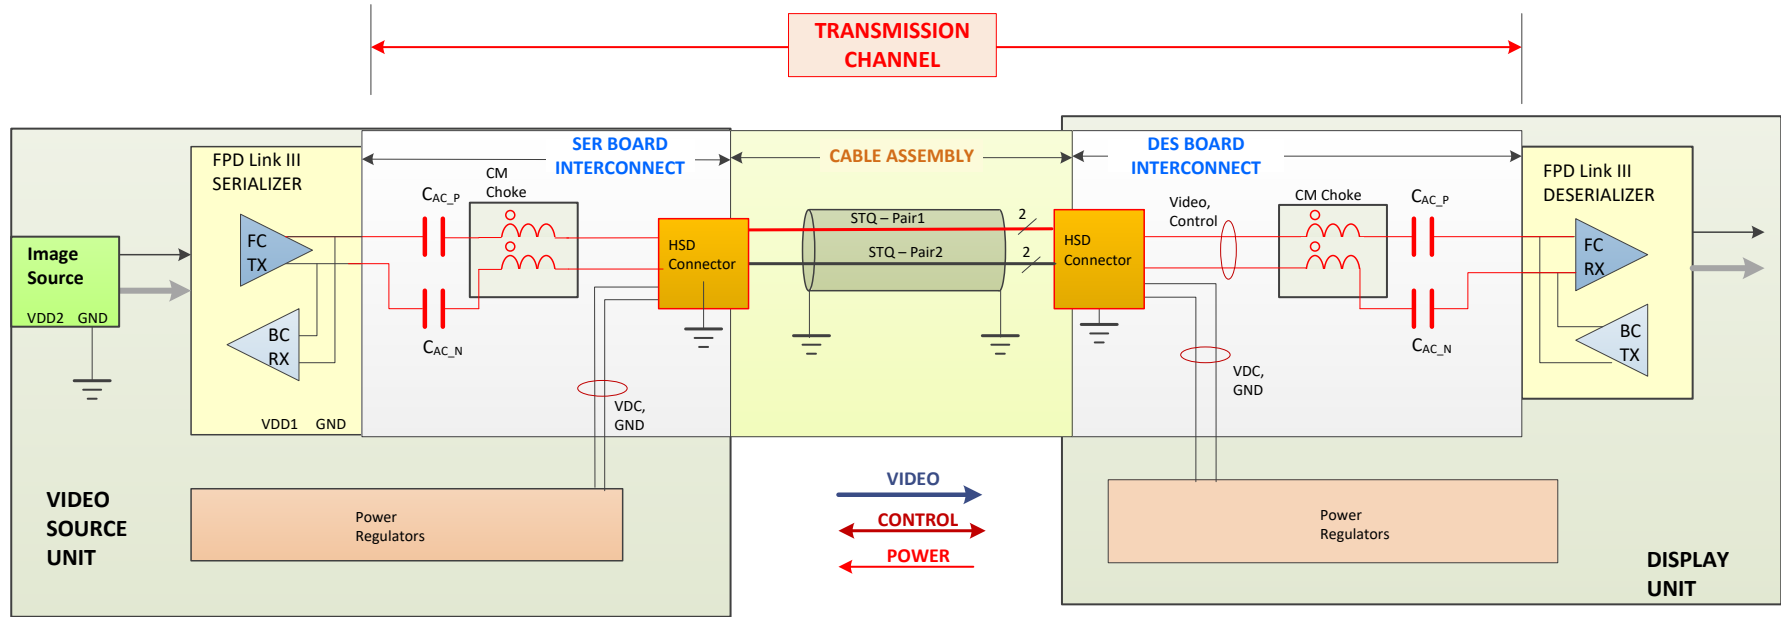 TRANSMISSION
CHANNEL
SER BOARD
INTERCONNECT
CABLE ASSEMBLY
DES BOARD
INTERCONNECT
FPD Link III
SERIALIZER
CM
Choke
CAC_P
FC
TX
BC
RX
CAC_N
VDD1 GND
Image
Source
VDD2 GND
HSD
Connector
VDC,
GND
STQ – Pair1
2
STQ – Pair2
2
HSD
Connector
Video,
Control
CM Choke
CAC_P
CAC_N
VDC,
GND
FPD Link III
DESERIALIZER
FC
RX
BC
TX
VIDEO
SOURCE
UNIT
Power
Regulators
VIDEO
CONTROL
POWER
Power
Regulators
DISPLAY
UNIT